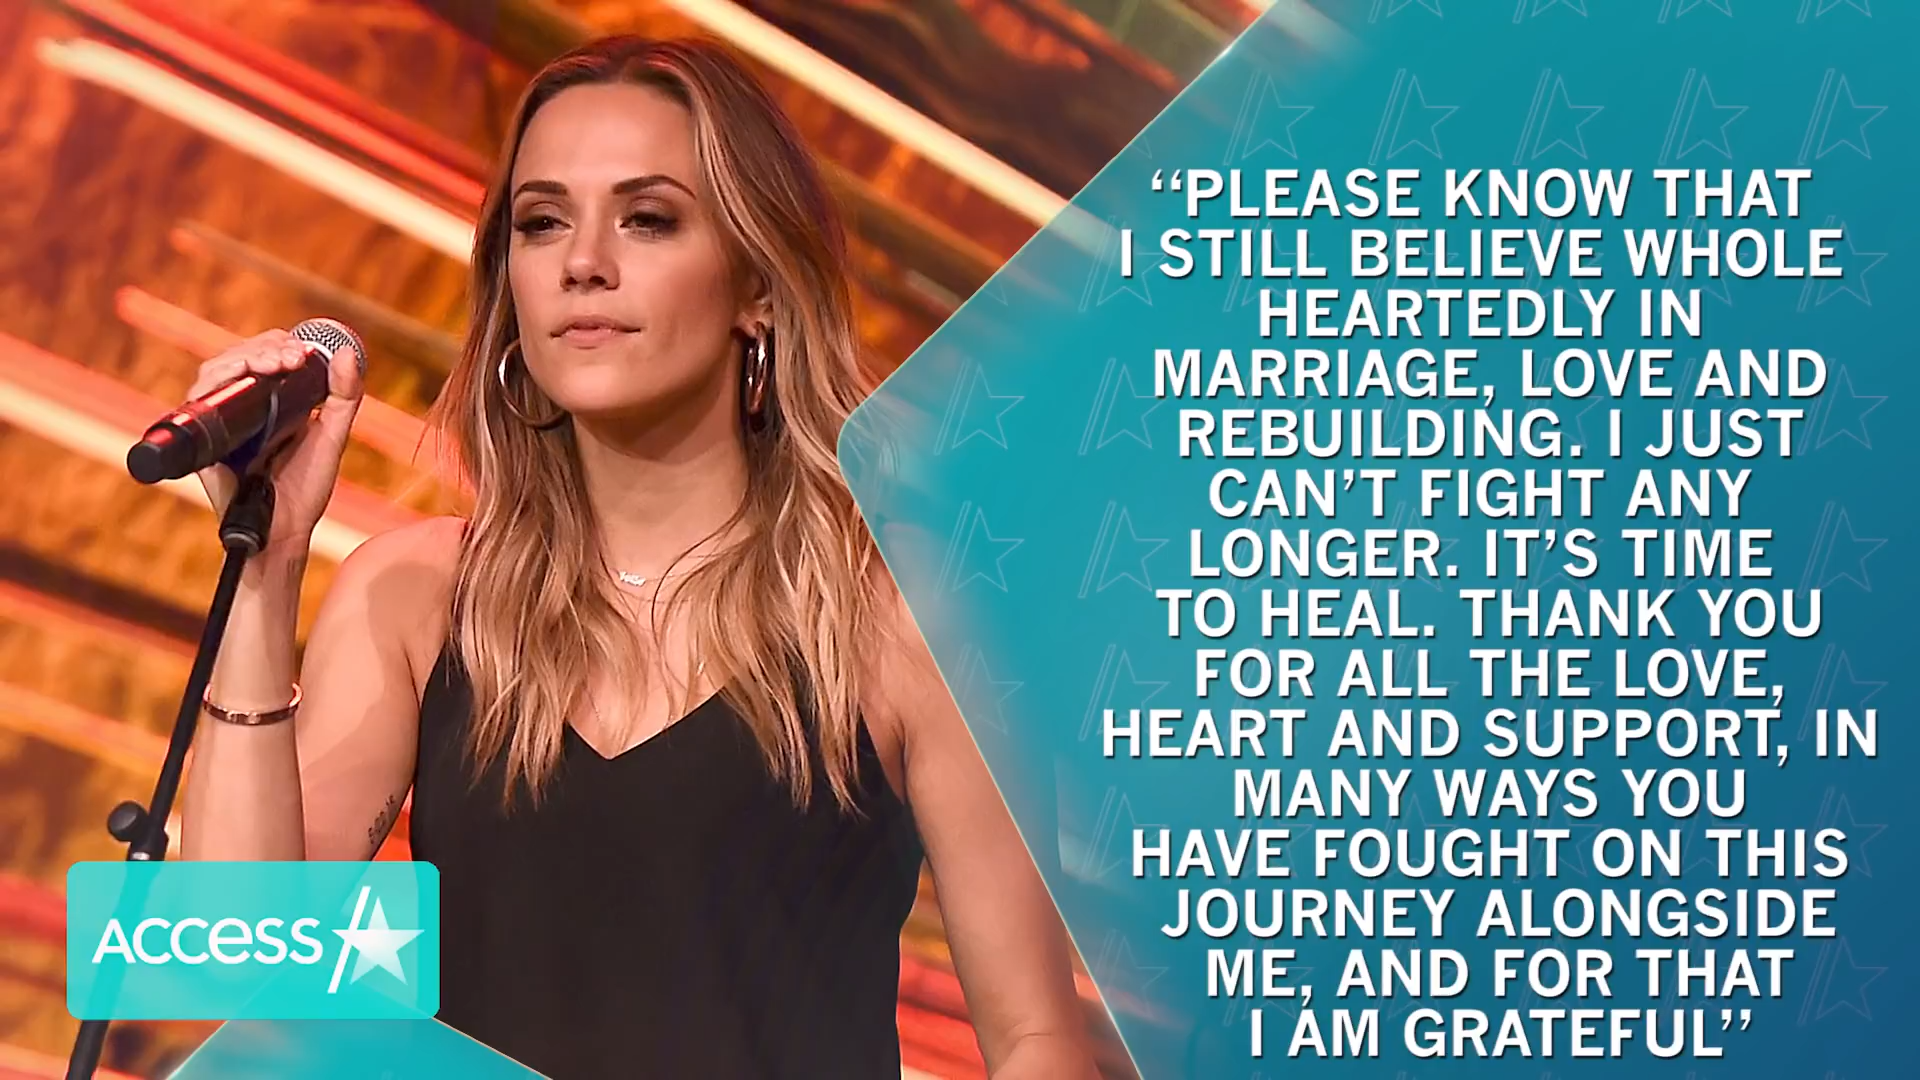 “PLEASE KNOW THAT
I STILL BELIEVE WHOLE
HEARTEDLY IN
MARRIAGE, LOVE AND
REBUILDING. I JUST
CAN’T FIGHT ANY
LONGER. IT’S TIME
TO HEAL. THANK YOU
FOR ALL THE LOVE,
HEART AND SUPPORT, IN
MANY WAYS YOU
HAVE FOUGHT ON THIS
JOURNEY ALONGSIDE
ME, AND FOR THAT
I AM GRATEFUL”
ACCESS